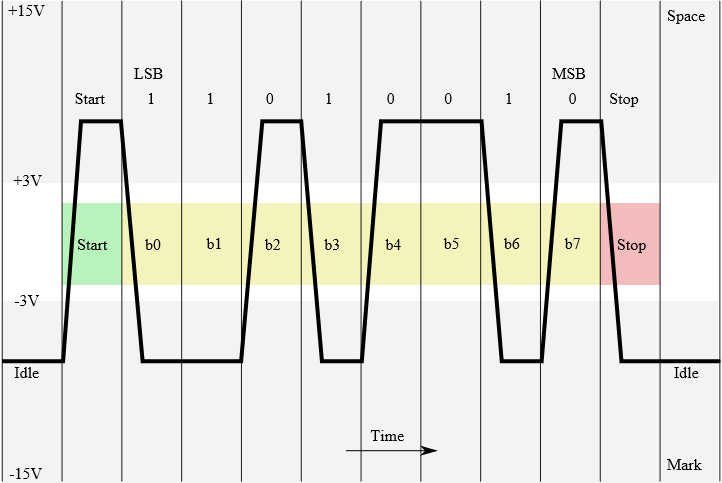 +15V
Space
LSB
MSB
Start 1 1 0 1 0 0 1 0 Stop
+3V
Start b0 b1 b2 b3 b4 b5 b6 b7 Stop
-3V
Idle
Idle
Time
Mark
-15V